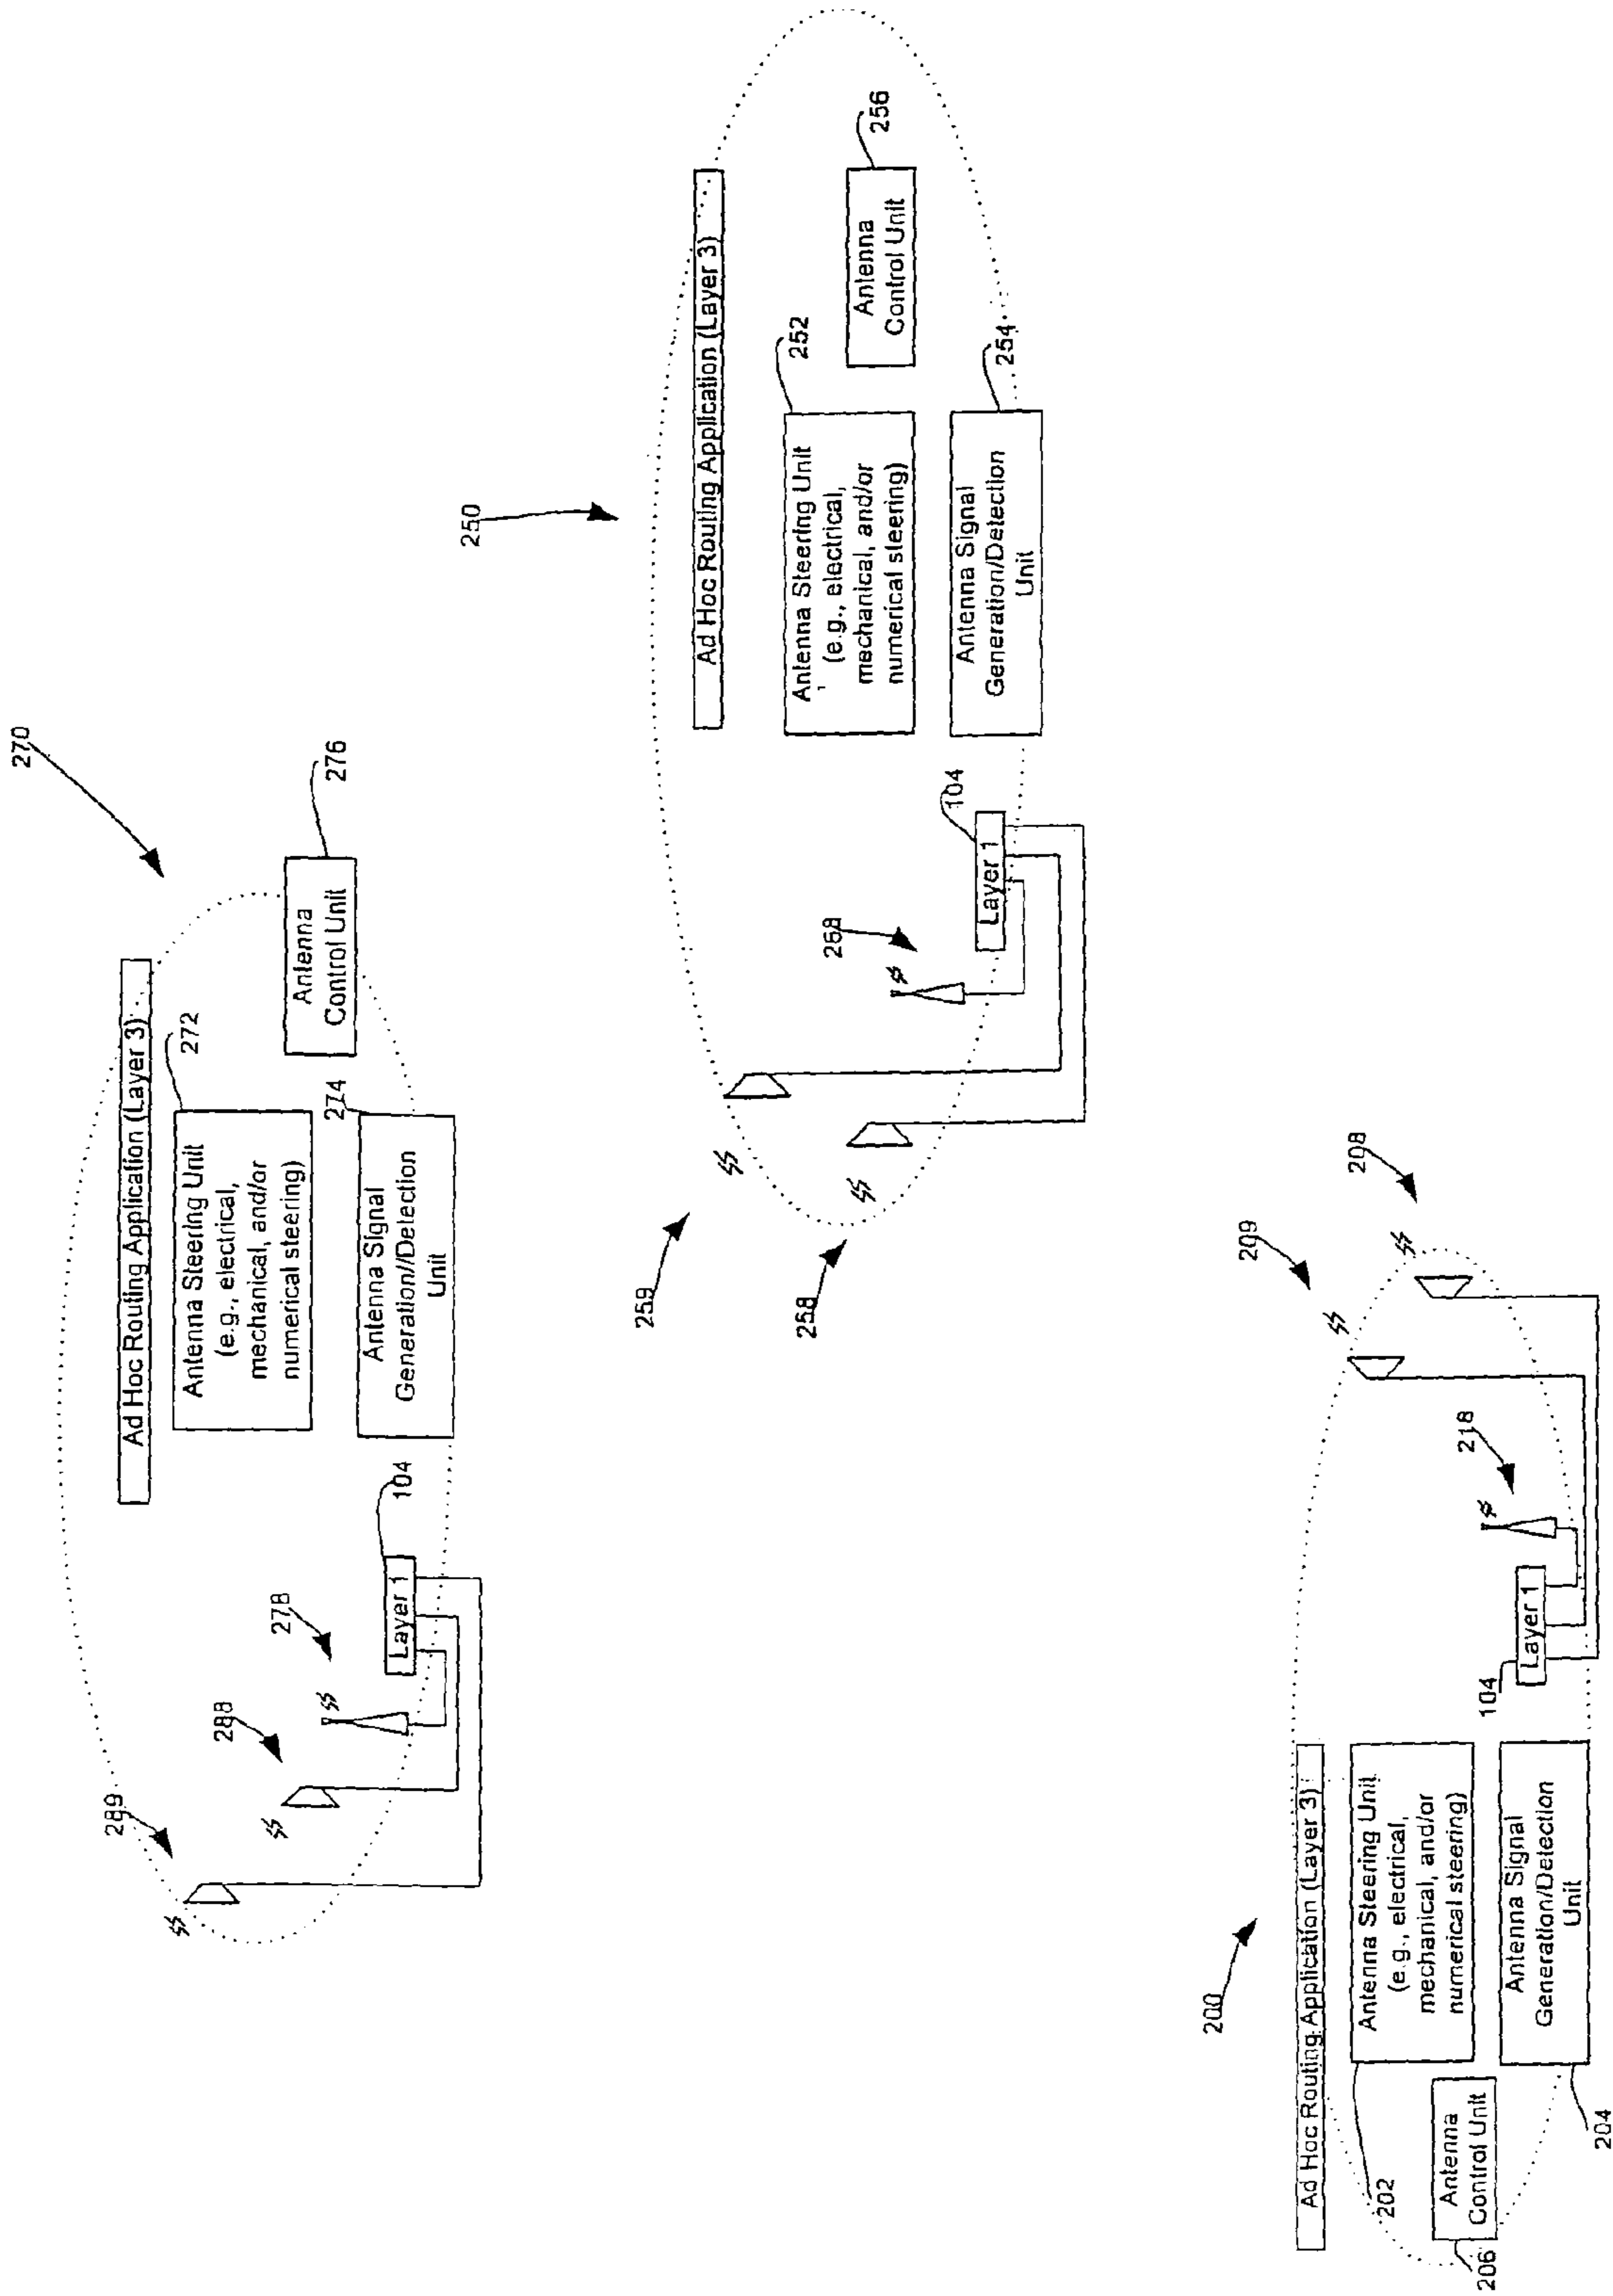 270
Ad Hoc Routing Application (Layer 3)
272
Antenna Steering Unit
(e.g., electrical,
mechanical, and/or
numerical steering)
276
Antenna
Control Unit
274
Antenna Signal
Generation/Detection
Unit
104
Layer 1
278
288
289
250
Ad Hoc Routing Application (Layer 3)
252
Antenna Steering Unit
(e.g., electrical,
mechanical, and/or
numerical steering)
256
Antenna
Control Unit
254
Antenna Signal
Generation/Detection
Unit
104
Layer 1
268
259
258
200
Ad Hoc Routing Application (Layer 3)
Antenna Steering Unit
(e.g., electrical,
mechanical, and/or
numerical steering)
202
Antenna
Control Unit
206
Antenna Signal
Generation/Detection
Unit
204
104
Layer 1
218
209
208